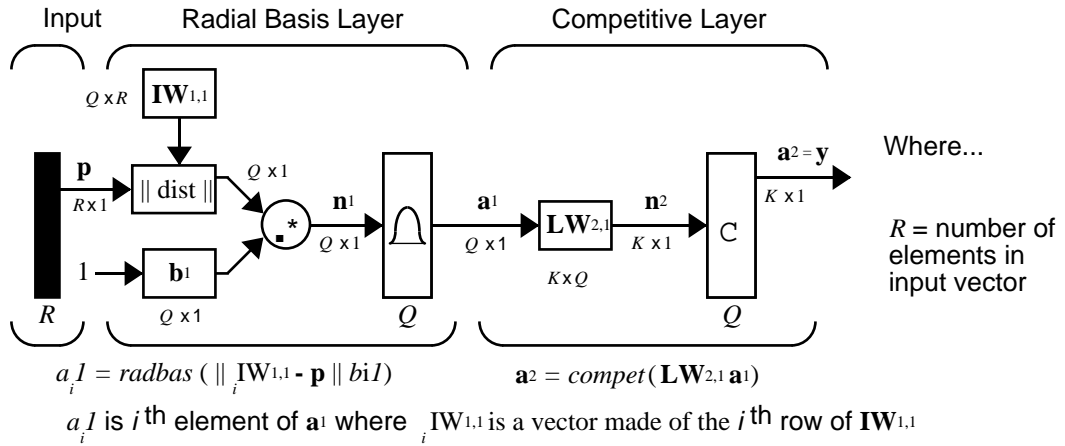 Input
Radial Basis Layer
Competitive Layer
Q x R
IW1,1
p
R x 1
|| dist ||
Q x 1
1
b1
Q x 1
.*
n1
Q x 1
a1
Q x 1
LW2,1
K x Q
n2
K x 1
C
a2 = y
K x 1
R
Q
Q
Where...
R = number of
elements in
input vector
ai1 = radbas ( || iIW1,1 - p || bi1)
a2 = compet( LW2,1 a1)
ai1 is i th element of a1 where iIW1,1 is a vector made of the i th row of IW1,1